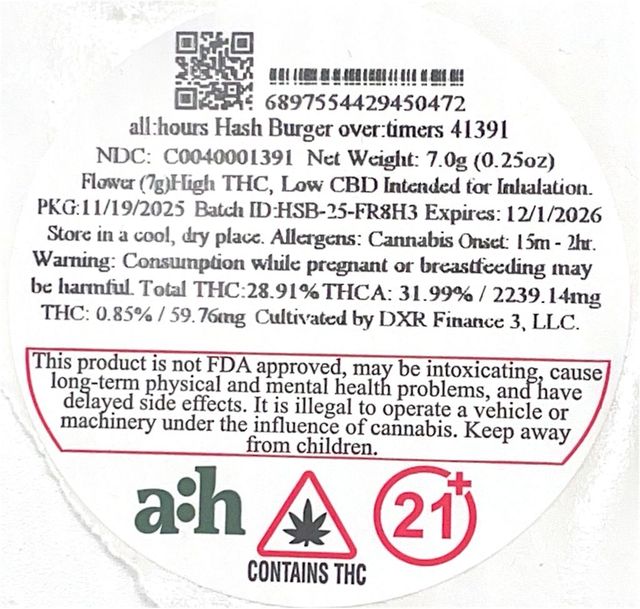 6897554429450472
all:hours Hash Burger over:timers 41391
NDC: C0040001391 Net Weight: 7.0g (0.25oz)
Flower (7g)High THC, Low CBD Intended for Inhalation.
PKG:11/19/2025 Batch ID:HSB-25-FR8H3 Expires: 12/1/2026
Store in a cool, dry place. Allergens: Cannabis Onset: 15m - 2hr.
Warning: Consumption while pregnant or breastfeeding may
be harmful. Total THC:28.91% THCA: 31.99% / 2239.14mg
THC: 0.85% / 59.76mg Cultivated by DXR Finance 3, LLC.
This product is not FDA approved, may be intoxicating, cause
long-term physical and mental health problems, and have
delayed side effects. It is illegal to operate a vehicle or
machinery under the influence of cannabis. Keep away
from children.
a:h
21+
CONTAINS THC